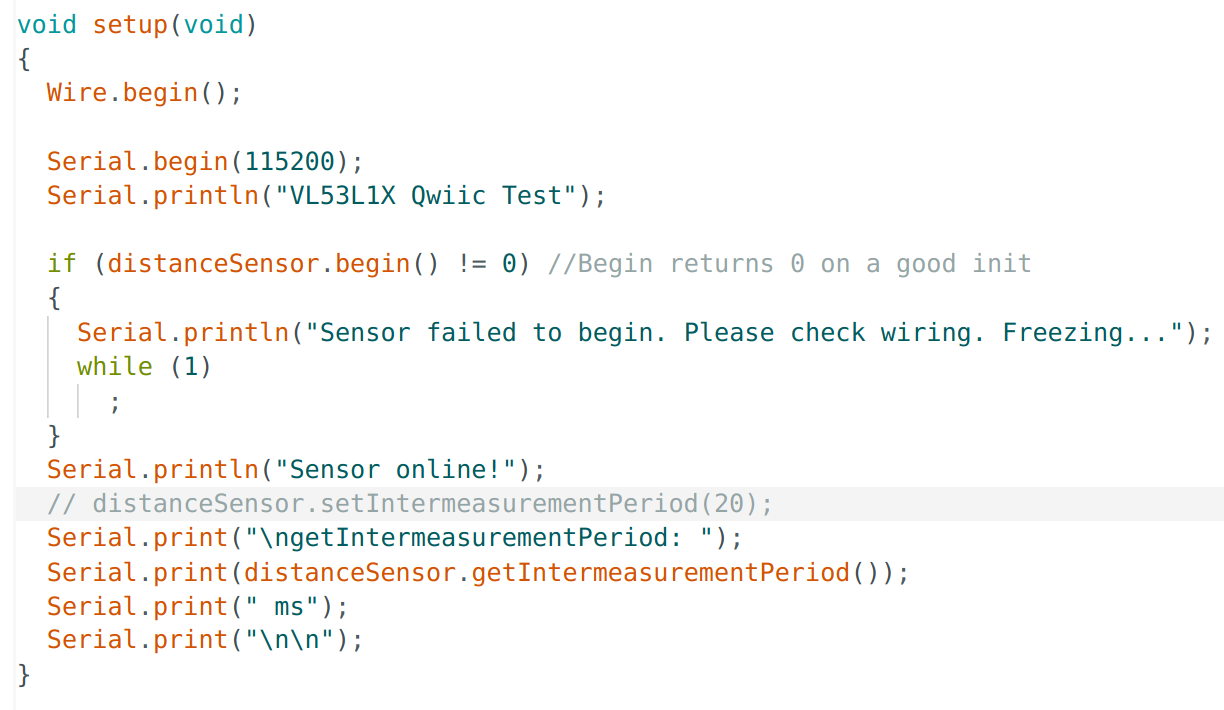 void setup(void)
{
  Wire.begin();

  Serial.begin(115200);
  Serial.println("VL53L1X Qwiic Test");

  if (distanceSensor.begin() != 0) //Begin returns 0 on a good init
  {
    Serial.println("Sensor failed to begin. Please check wiring. Freezing...");
    while (1)
      ;
  }
  Serial.println("Sensor online!");
  // distanceSensor.setIntermeasurementPeriod(20);
  Serial.print("\ngetIntermeasurementPeriod: ");
  Serial.print(distanceSensor.getIntermeasurementPeriod());
  Serial.print(" ms");
  Serial.print("\n\n");
}